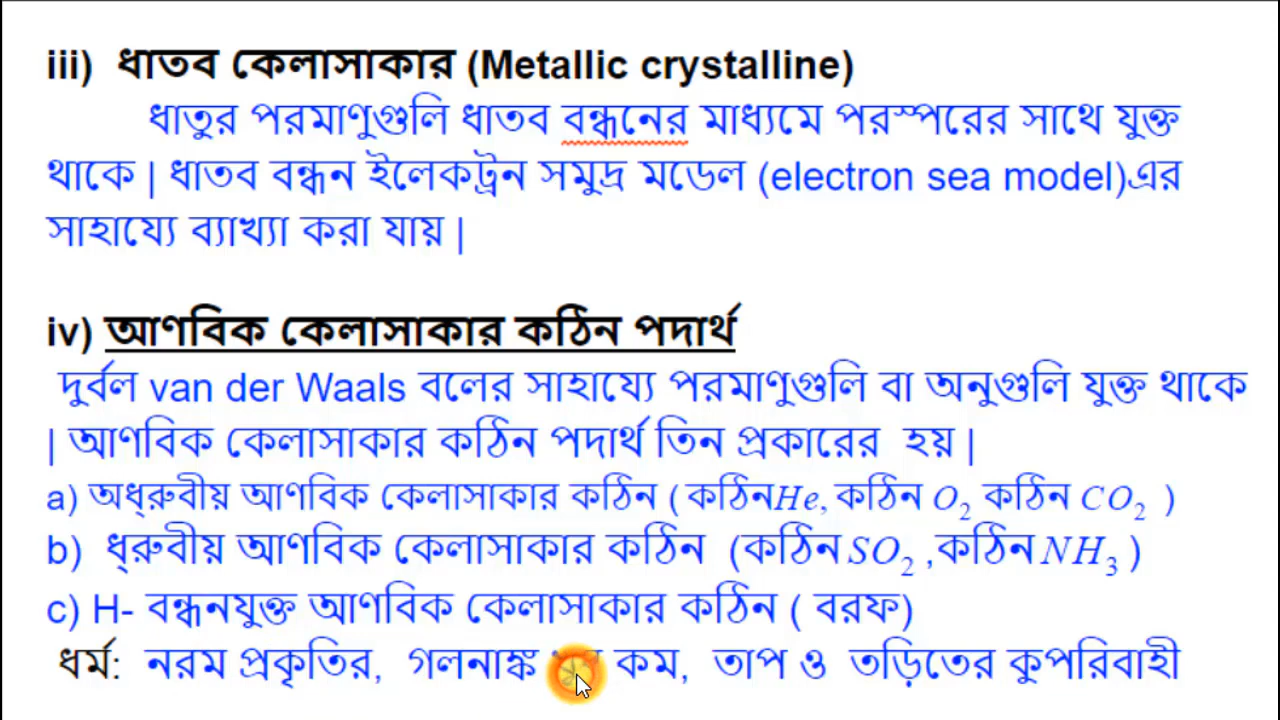 iii) ধাতব কেলাসাকার (Metallic crystalline)
ধাতুর পরমাণুগুলি ধাতব বন্ধনের মাধ্যমে পরস্পরের সাথে যুক্ত
থাকে | ধাতব বন্ধন ইলেকট্রন সমুদ্র মডেল (electron sea model)এর
সাহায্যে ব্যাখ্যা করা যায় |
iv) আণবিক কেলাসাকার কঠিন পদার্থ
দুর্বল van der Waals বলের সাহায্যে পরমাণুগুলি বা অনুগুলি যুক্ত থাকে
| আণবিক কেলাসাকার কঠিন পদার্থ তিন প্রকারের হয় |
a) অধ্রুবীয় আণবিক কেলাসাকার কঠিন ( কঠিন He, কঠিন O₂ কঠিন CO₂ )
b) ধ্রুবীয় আণবিক কেলাসাকার কঠিন (কঠিন SO₂ ,কঠিন NH₃ )
c) H- বন্ধনযুক্ত আণবিক কেলাসাকার কঠিন ( বরফ)
ধর্ম: নরম প্রকৃতির, গলনাঙ্ক কম, তাপ ও তড়িতের কুপরিবাহী